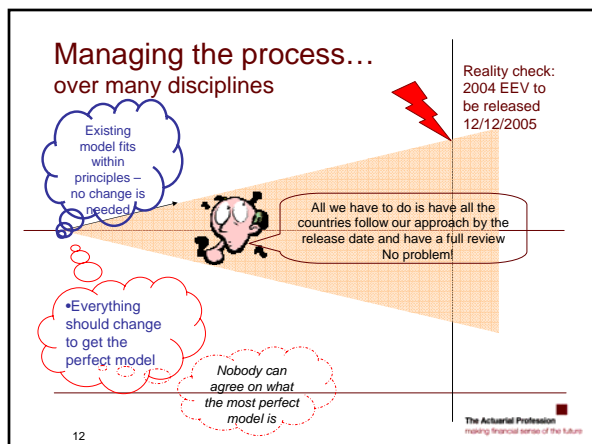 Managing the process…
over many disciplines
Reality check:
2004 EEV to
be released
12/12/2005
Existing
model fits
within
principles –
no change is
needed
All we have to do is have all the
countries follow our approach by the
release date and have a full review
No problem!
•Everything
should change
to get the
perfect model
Nobody can
agree on what
the most perfect
model is
12
The Actuarial Profession
making financial sense of the future